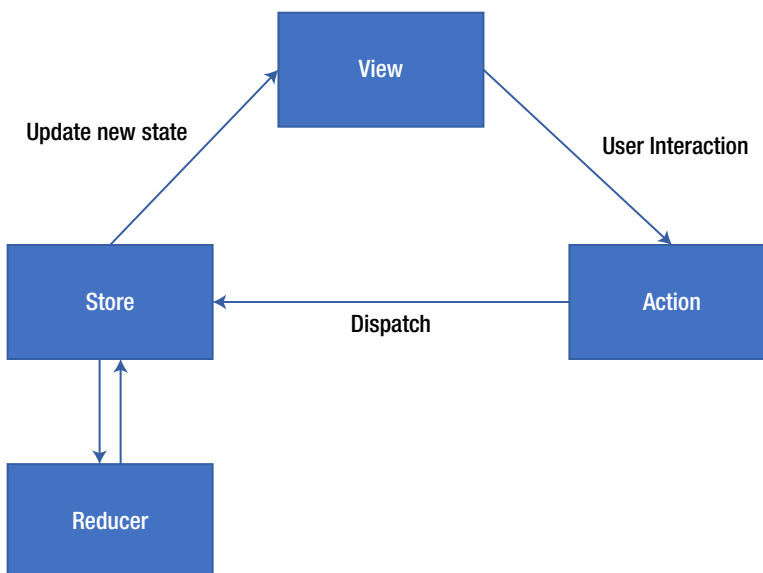 View
Update new state
User Interaction
Store
Action
Dispatch
Reducer